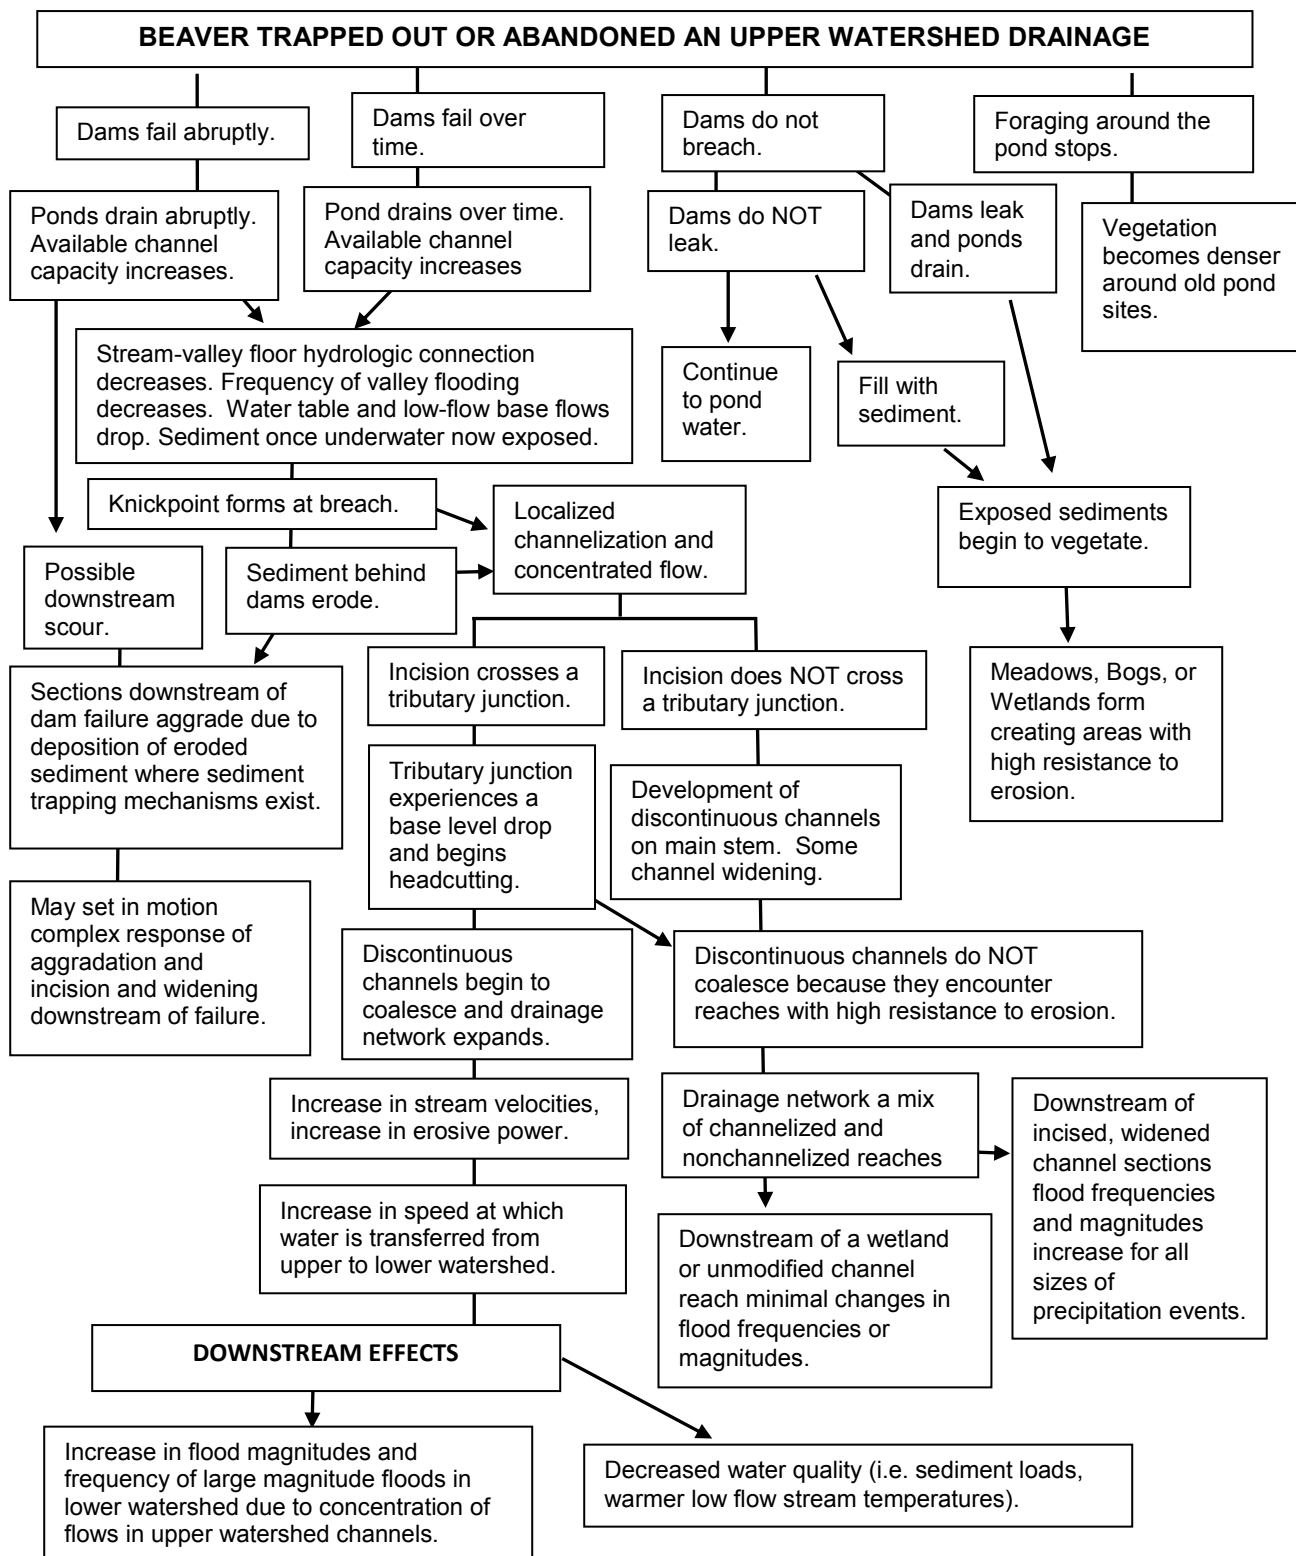 BEAVER TRAPPED OUT OR ABANDONED AN UPPER WATERSHED DRAINAGE
Dams fail abruptly.
Dams fail over
time.
Dams do not
breach.
Foraging around the
pond stops.
Ponds drain abruptly.
Available channel
capacity increases.
Pond drains over time.
Available channel
capacity increases
Dams do NOT
leak.
Dams leak
and ponds
drain.
Vegetation
becomes denser
around old pond
sites.
Stream-valley floor hydrologic connection
decreases. Frequency of valley flooding
decreases.  Water table and low-flow base flows
drop. Sediment once underwater now exposed.
Continue
to pond
water.
Fill with
sediment.
Knickpoint forms at breach.
Localized
channelization and
concentrated flow.
Exposed sediments
begin to vegetate.
Possible
downstream
scour.
Sediment behind
dams erode.
Incision crosses a
tributary junction.
Incision does NOT cross
a tributary junction.
Meadows, Bogs, or
Wetlands form
creating areas with
high resistance to
erosion.
Sections downstream of
dam failure aggrade due to
deposition of eroded
sediment where sediment
trapping mechanisms exist.
Tributary junction
experiences a
base level drop
and begins
headcutting.
Development of
discontinuous channels
on main stem.  Some
channel widening.
May set in motion
complex response of
aggradation and
incision and widening
downstream of failure.
Discontinuous
channels begin to
coalesce and drainage
network expands.
Discontinuous channels do NOT
coalesce because they encounter
reaches with high resistance to erosion.
Increase in stream velocities,
increase in erosive power.
Drainage network a mix
of channelized and
nonchannelized reaches
Downstream of
incised, widened
channel sections
flood frequencies
and magnitudes
increase for all
sizes of
precipitation events.
Increase in speed at which
water is transferred from
upper to lower watershed.
Downstream of a wetland
or unmodified channel
reach minimal changes in
flood frequencies or
magnitudes.
DOWNSTREAM EFFECTS
Increase in flood magnitudes and
frequency of large magnitude floods in
lower watershed due to concentration of
flows in upper watershed channels.
Decreased water quality (i.e. sediment loads,
warmer low flow stream temperatures).